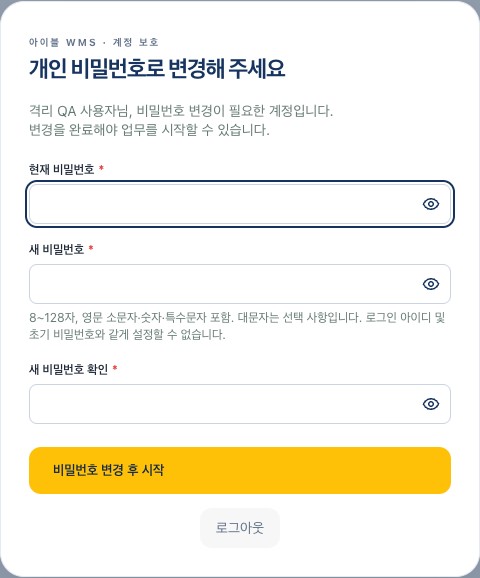 아이블 WMS · 계정 보호
개인 비밀번호로 변경해 주세요
격리 QA 사용자님, 비밀번호 변경이 필요한 계정입니다.
변경을 완료해야 업무를 시작할 수 있습니다.
현재 비밀번호 *
새 비밀번호 *
8~128자, 영문 소문자·숫자·특수문자 포함. 대문자는 선택 사항입니다. 로그인 아이디 및
초기 비밀번호와 같게 설정할 수 없습니다.
새 비밀번호 확인 *
비밀번호 변경 후 시작
로그아웃